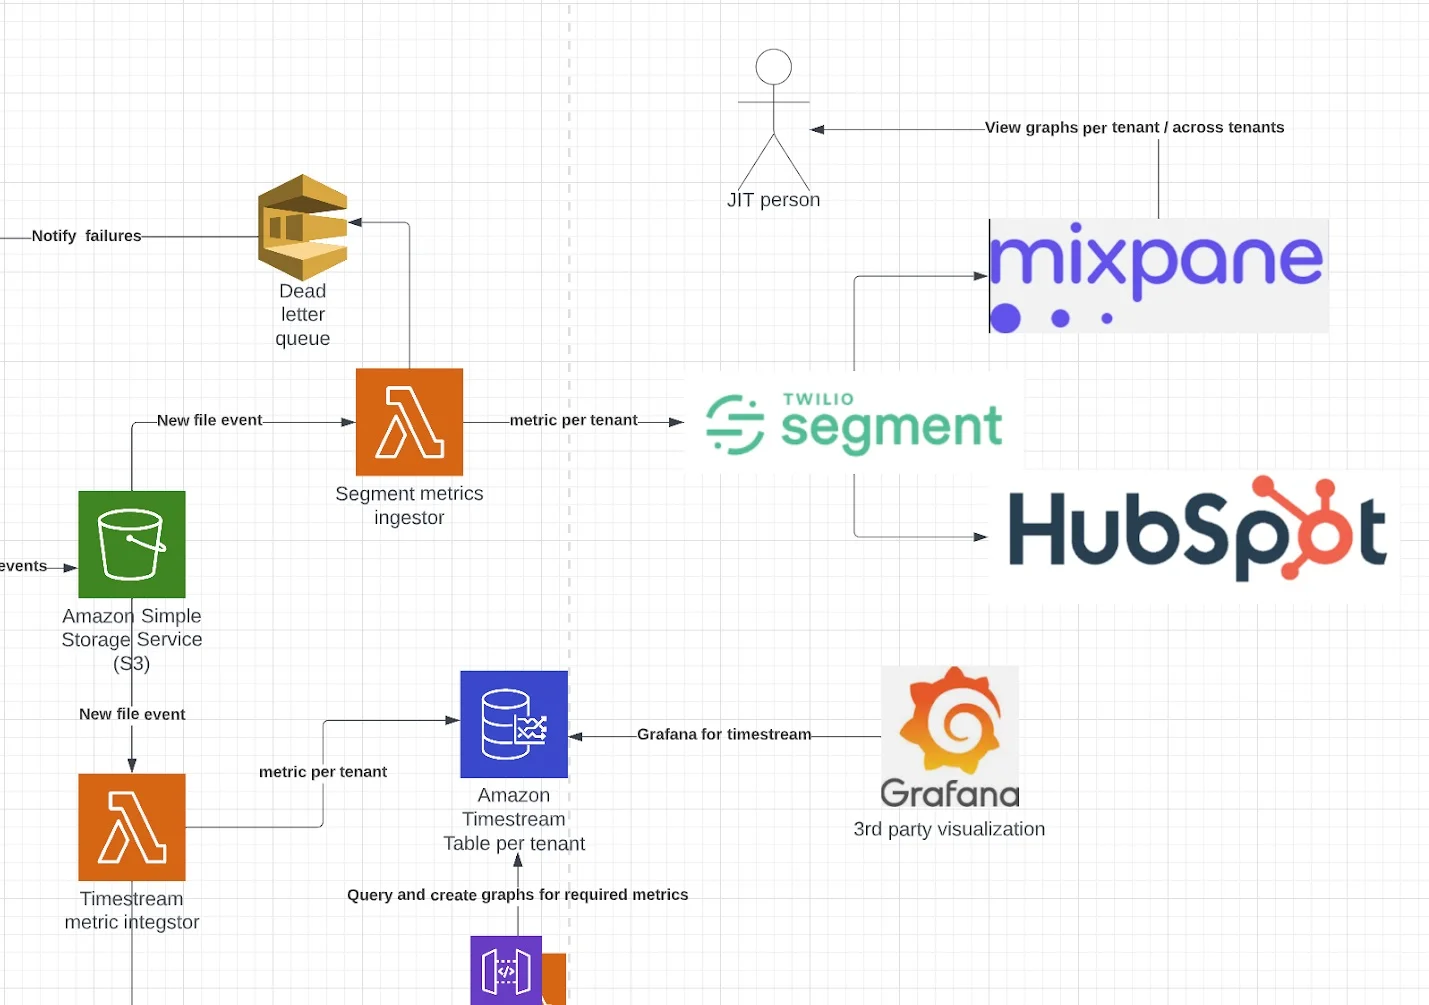 View graphs per tenant / across tenants
JIT person
Notify failures
mixpane
Dead
letter
queue
New file event
metric per tenant
TWILIO
segment
Segment metrics
ingestor
HubSpot
events
Amazon Simple
Storage Service
(S3)
New file event
Grafana for timestream
metric per tenant
Grafana
Amazon
Timestream
Table per tenant
3rd party visualization
Query and create graphs for required metrics
Timestream
metric integstor